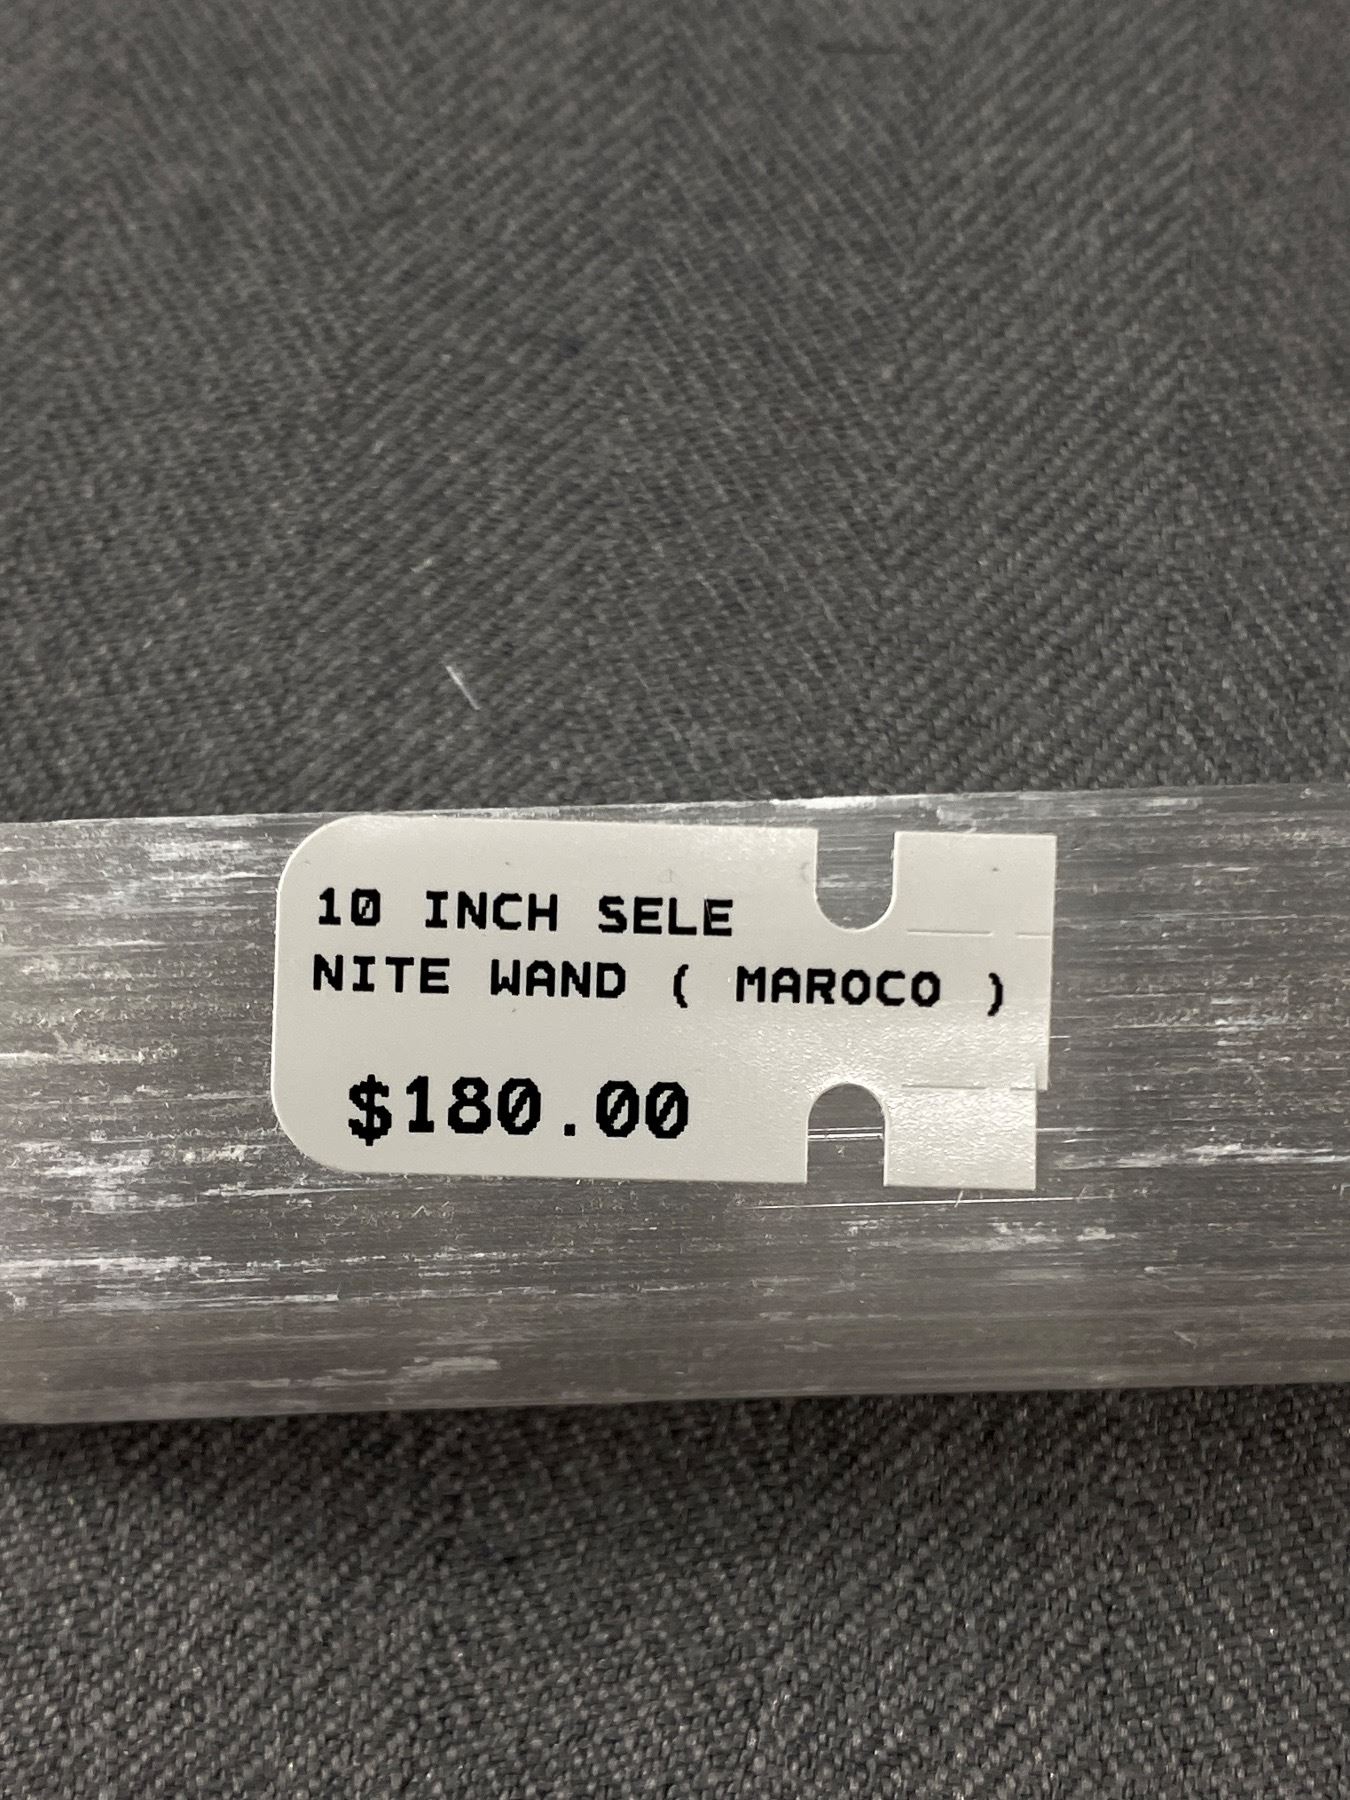 10 INCH SELE
NITE WAND ( MAROCO )
$180.00